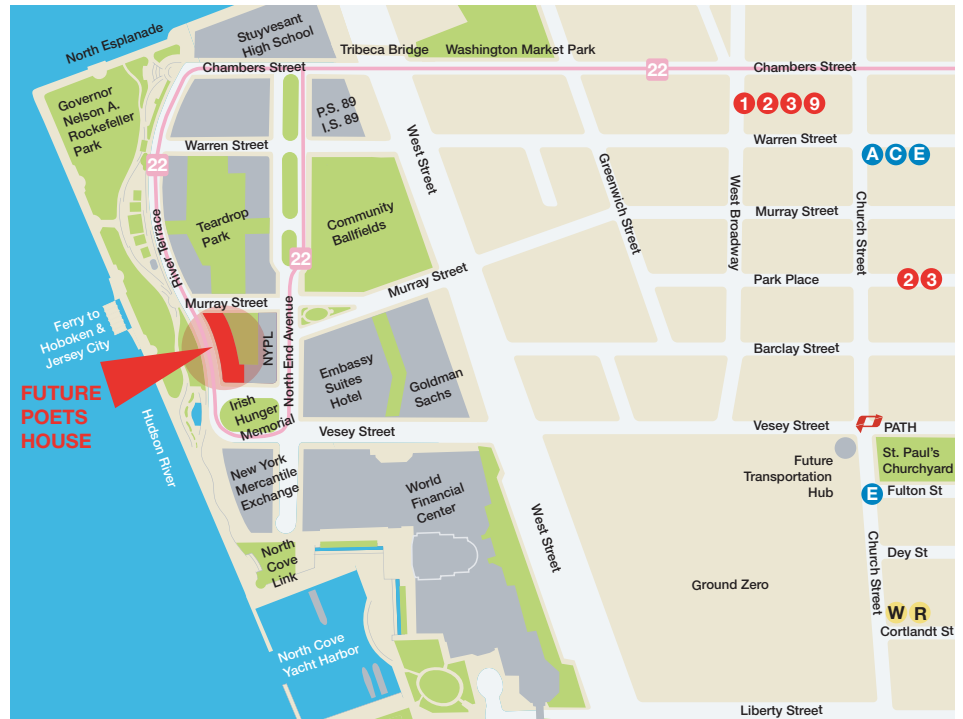 North Esplanade
Stuyvesant
High School
Tribeca Bridge
Washington Market Park
Chambers Street
22
Chambers Street
Governor
Nelson A.
Rockefeller
Park
P.S. 89
I.S. 89
1 2 3 9
West Street
Warren Street
Warren Street
A C E
22
Greenwich Street
West Broadway
Church Street
Teardrop
Park
Community
Ballfields
Murray Street
River Terrace
22
Murray Street
Park Place
2 3
Murray Street
Ferry to
Hoboken &
Jersey City
NYPL
North End Avenue
Embassy
Suites
Hotel
Goldman
Sachs
Barclay Street
FUTURE
POETS
HOUSE
Irish
Hunger
Memorial
Hudson River
Vesey Street
Vesey Street
PATH
St. Paul's
Churchyard
Future
Transportation
Hub
New York
Mercantile
Exchange
World
Financial
Center
E
Fulton St
West Street
North
Cove
Link
Church Street
Dey St
Ground Zero
W R
Cortlandt St
North Cove
Yacht Harbor
Liberty Street